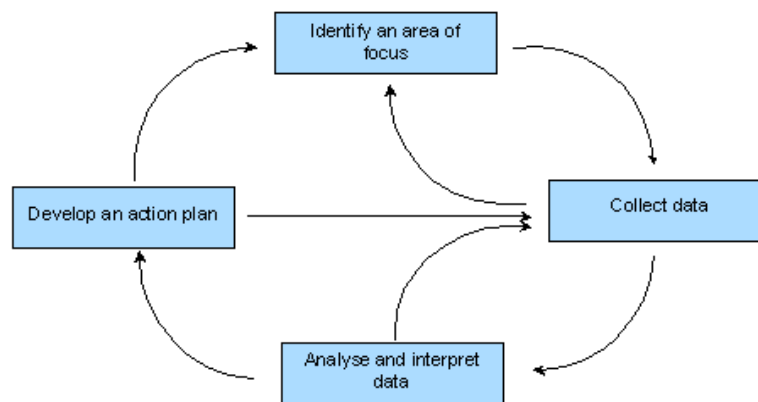 Identify an area of
focus
Develop an action plan
Collect data
Analyse and interpret
data